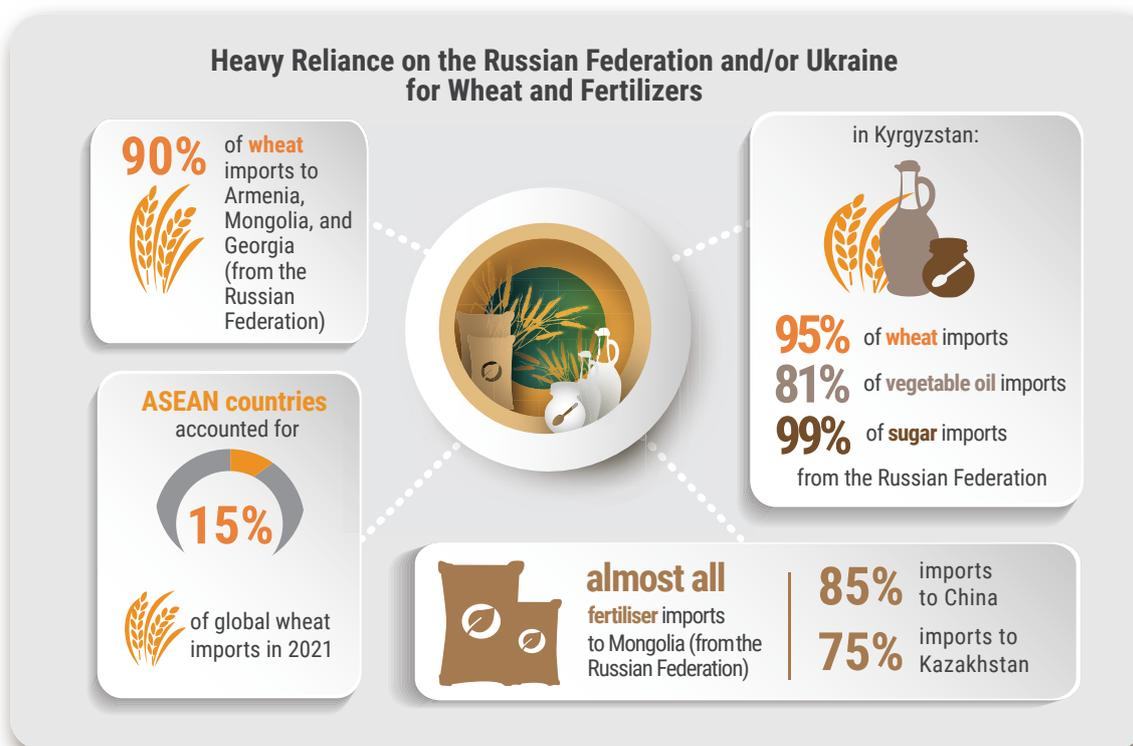 Heavy Reliance on the Russian Federation and/or Ukraine
for Wheat and Fertilizers
90%
of wheat
imports to
Armenia,
Mongolia, and
Georgia
(from the
Russian
Federation)
in Kyrgyzstan:
95% of wheat imports
81% of vegetable oil imports
99% of sugar imports
from the Russian Federation
ASEAN countries
accounted for
15%
of global wheat
imports in 2021
almost all
fertiliser imports
to Mongolia (from the
Russian Federation)
85% imports
to China
75% imports to
Kazakhstan